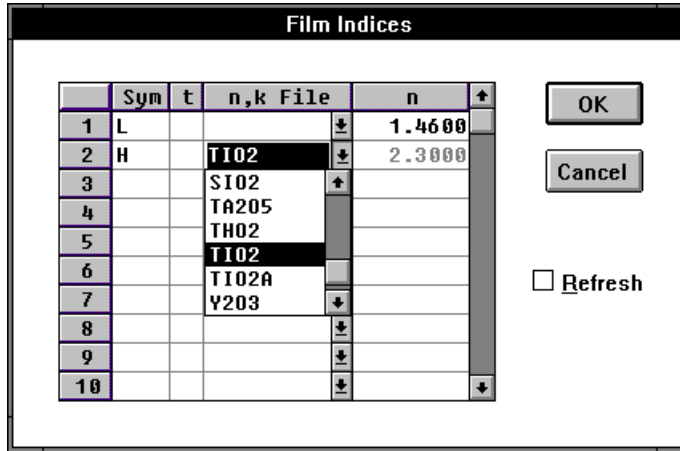 Film Indices
Sym t n,k File n
1 L 1.4600
2 H TIO2 2.3000
3 SIO2
4 TA2O5
THO2
5 TIO2
6 TIO2A
7 Y2O3
8
9
10
OK
Cancel
Refresh